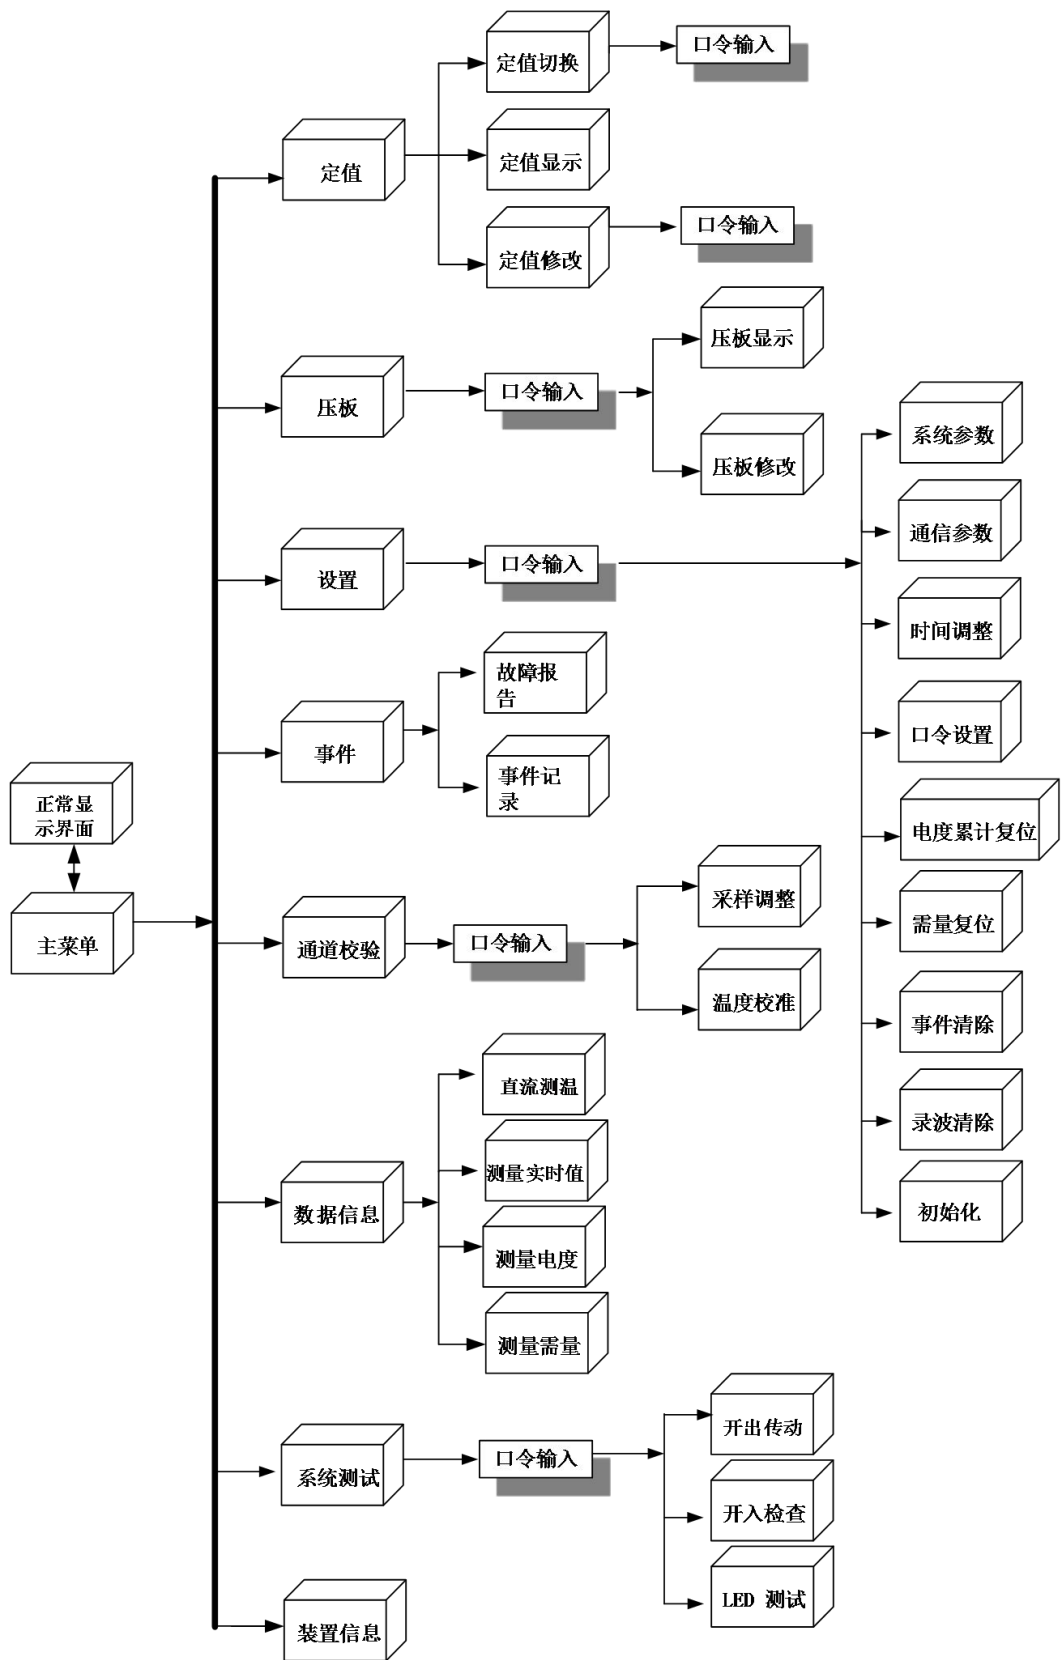 定值切换
口令输入
定值
定值显示
定值修改
口令输入
压板
口令输入
压板显示
压板修改
设置
口令输入
系统参数
通信参数
时间调整
口令设置
电度累计复位
需量复位
事件清除
录波清除
初始化
事件
故障报
告
事件记
录
正常显
示界面
主菜单
通道校验
口令输入
采样调整
温度校准
数据信息
直流测温
测量实时值
测量电度
测量需量
系统测试
口令输入
开出传动
开入检查
LED 测试
装置信息